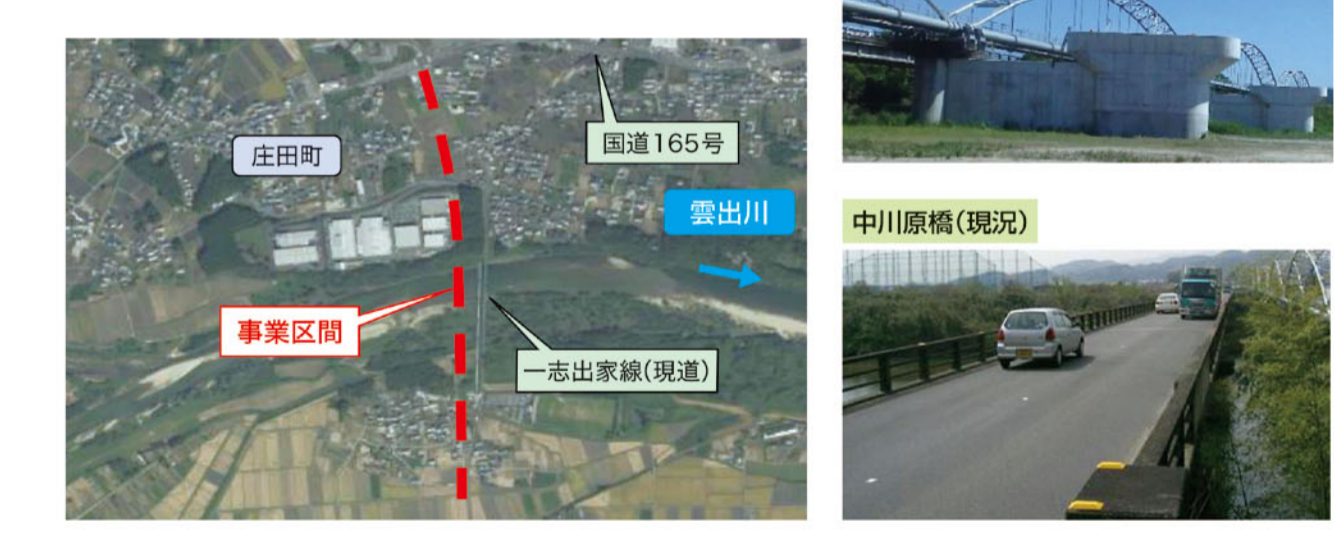 国道165号
庄田町
雲出川
中川原橋(現況)
事業区間
一志出家線(現道)